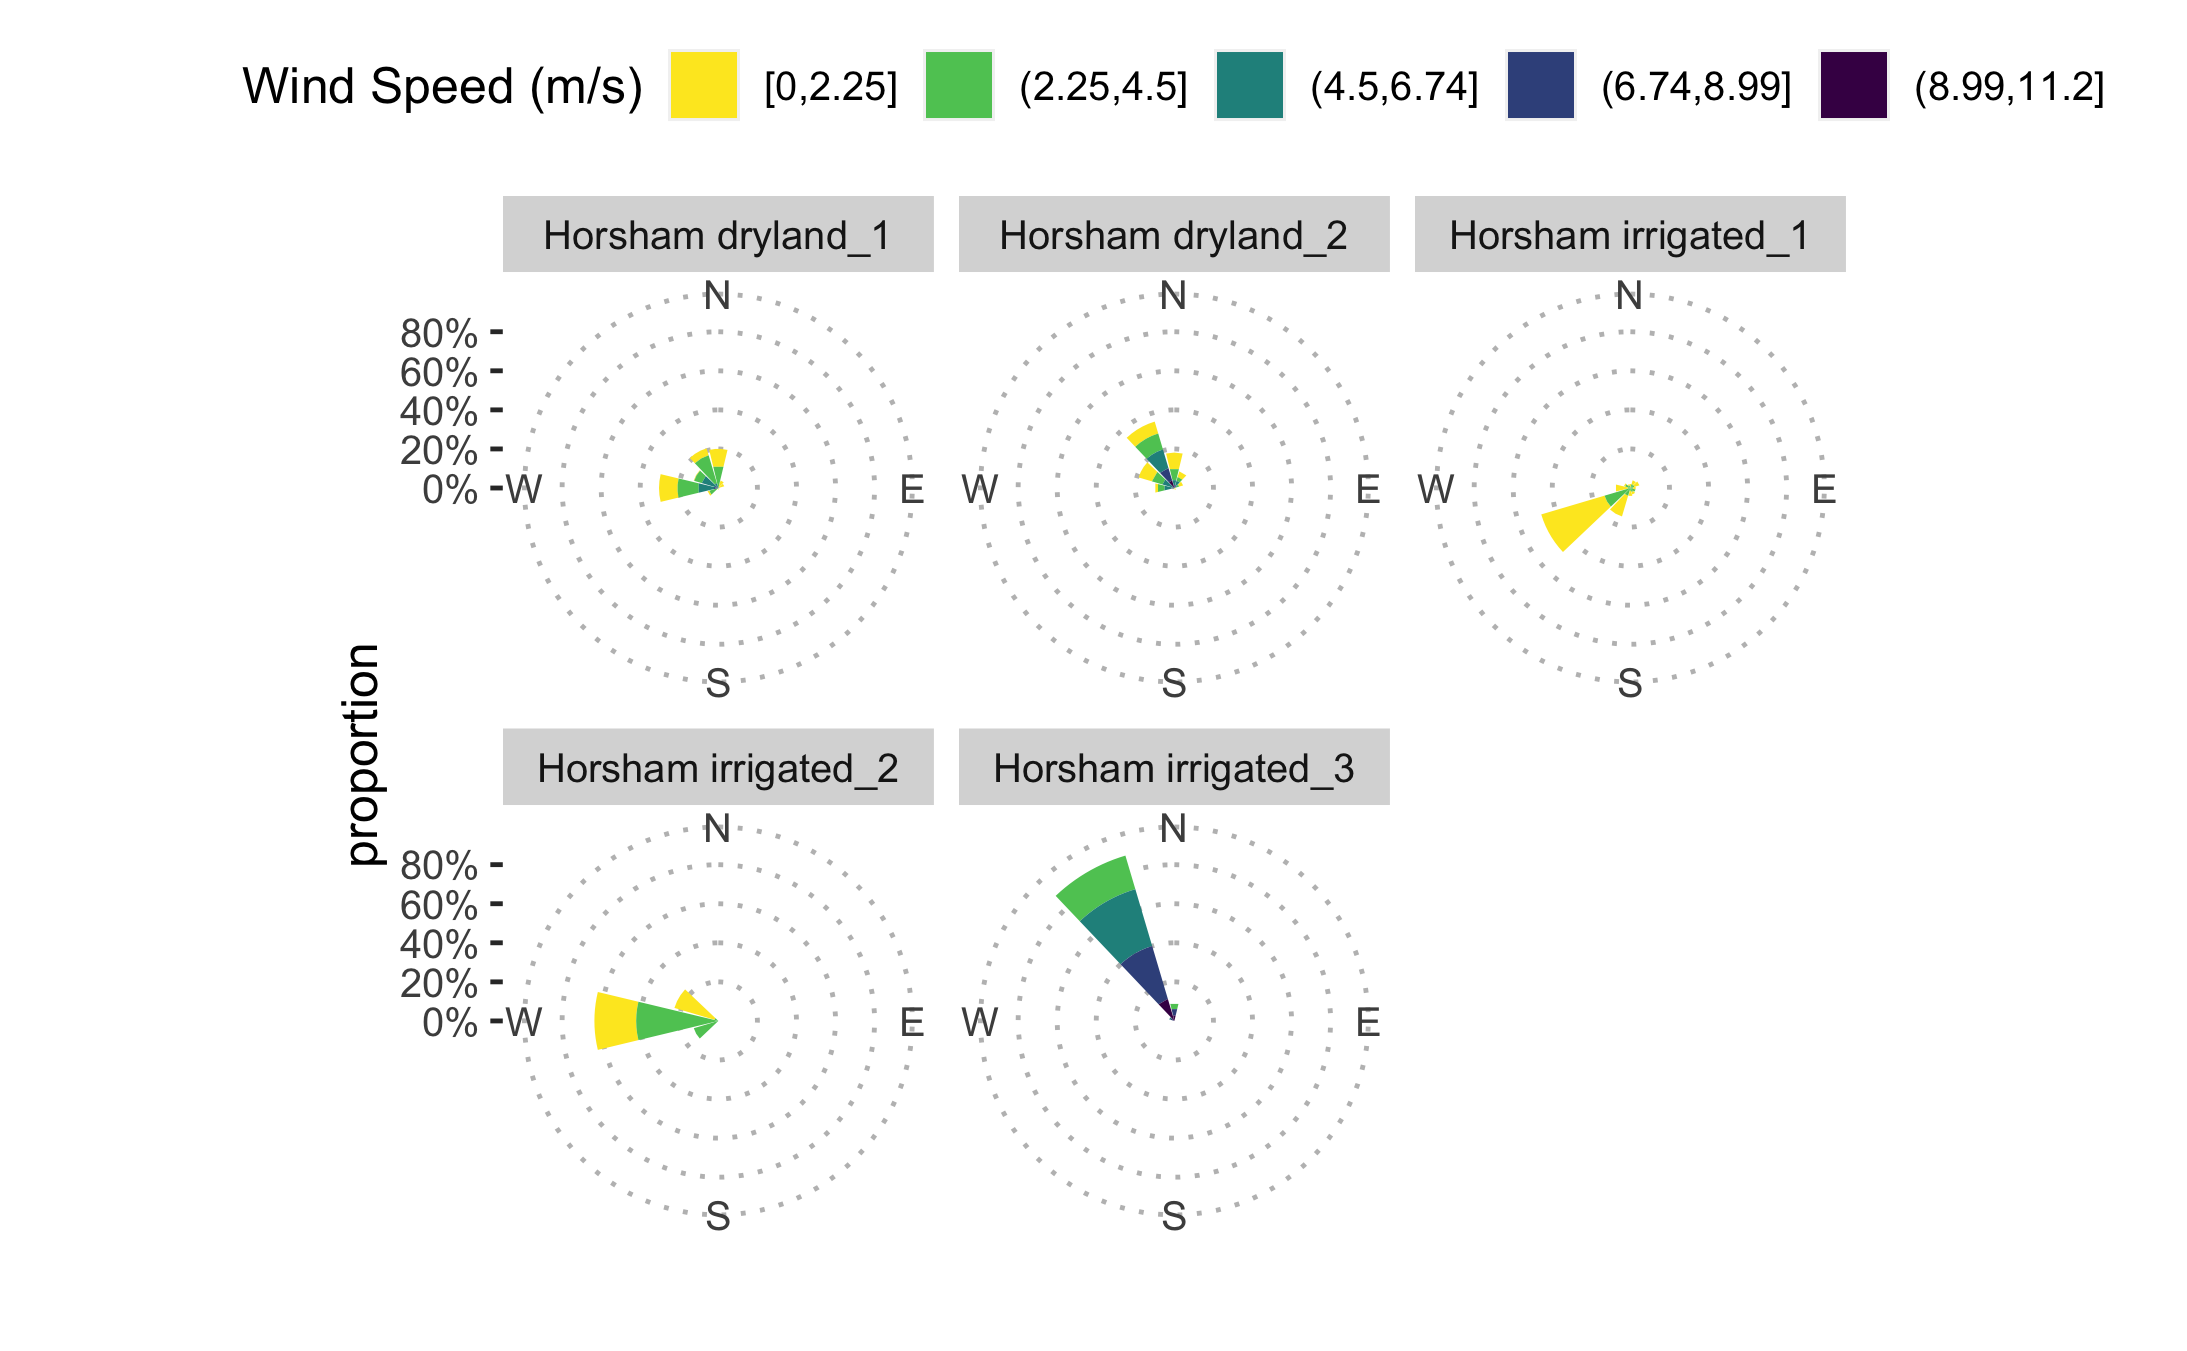 Wind Speed (m/s) [0,2.25] (2.25,4.5] (4.5,6.74] (6.74,8.99] (8.99,11.2]
Horsham dryland_1 Horsham dryland_2 Horsham irrigated_1
N N N
80%
60%
40%
20%
0% W E W E W E
S S S
proportion
Horsham irrigated_2 Horsham irrigated_3
N N
80%
60%
40%
20%
0% W E W E
S S